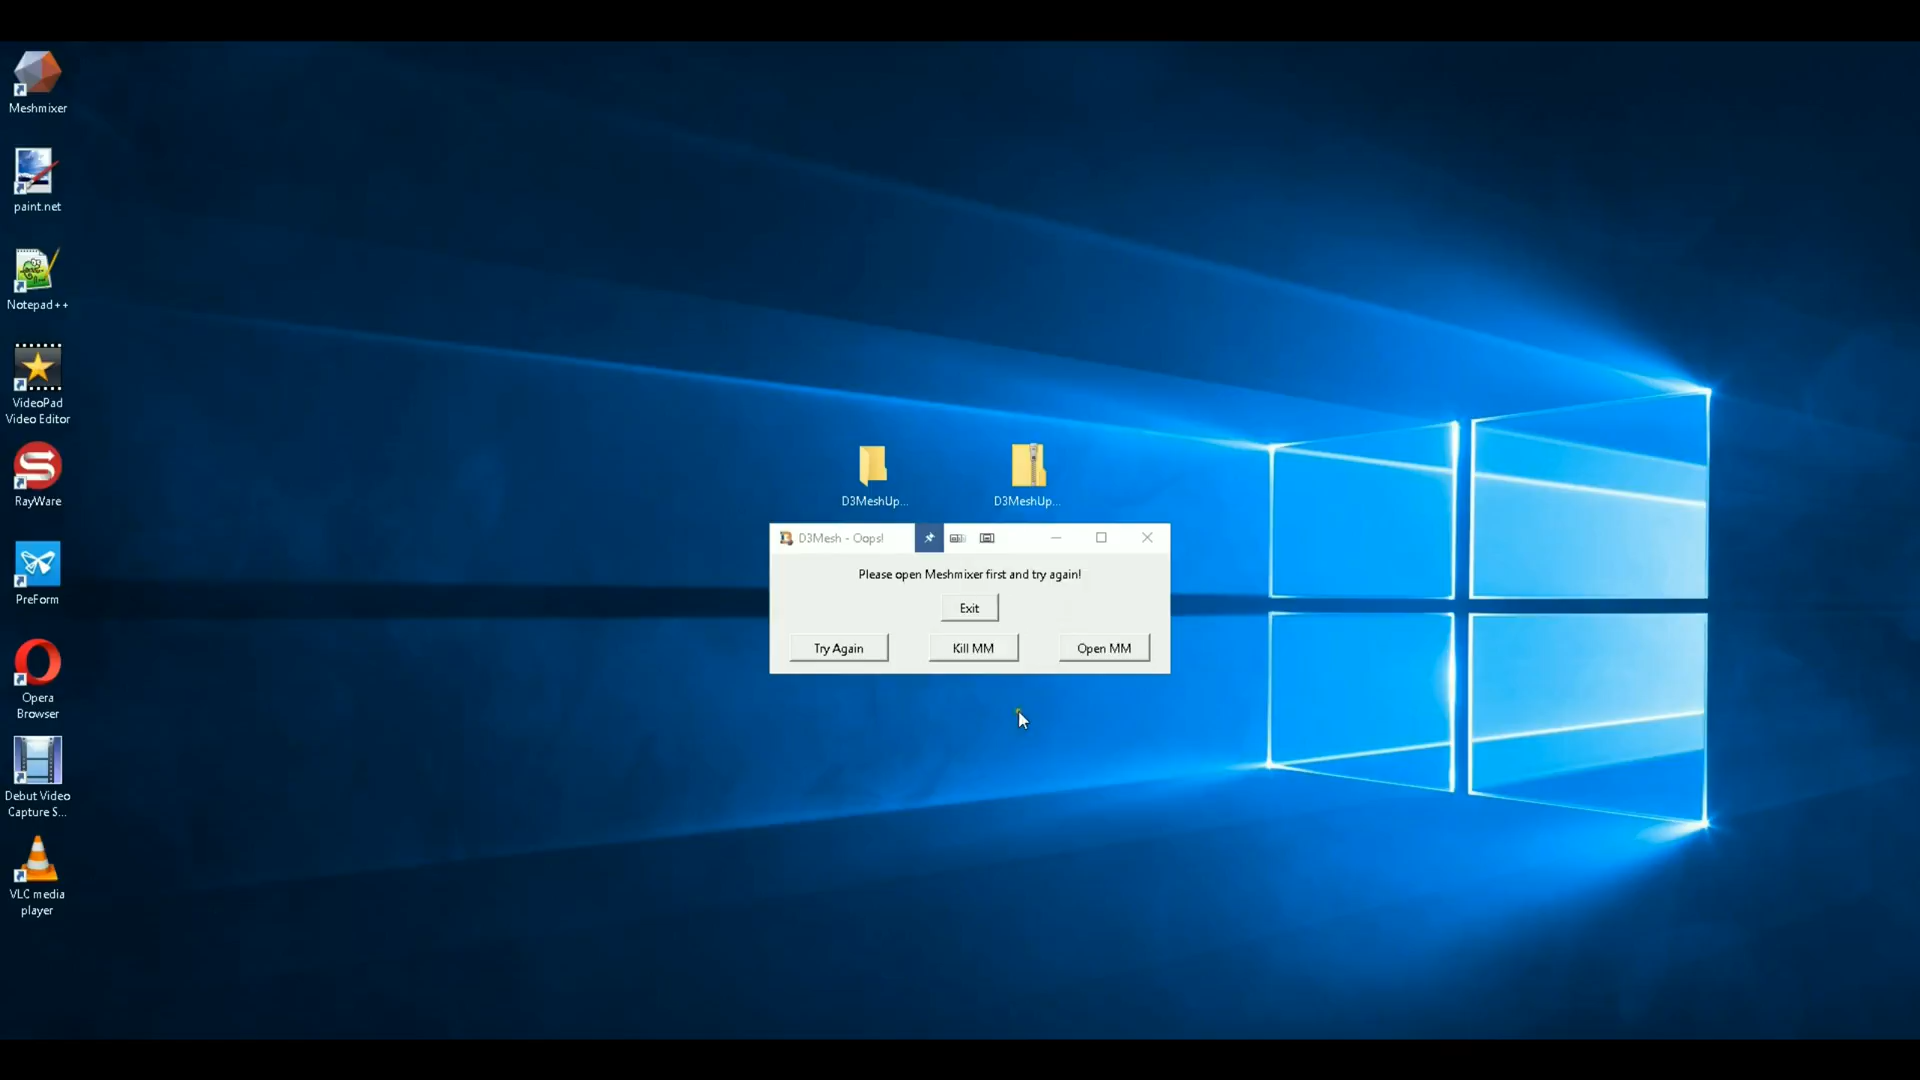 Meshmixer
paint.net
Notepad++
VideoPad
Video Editor
RayWare
PreForm
Opera
Browser
Debut Video
Capture S...
VLC media
player
D3MeshUp...
D3MeshUp...
D3Mesh - Oops!
Please open Meshmixer first and try again!
Exit
Try Again
Kill MM
Open MM